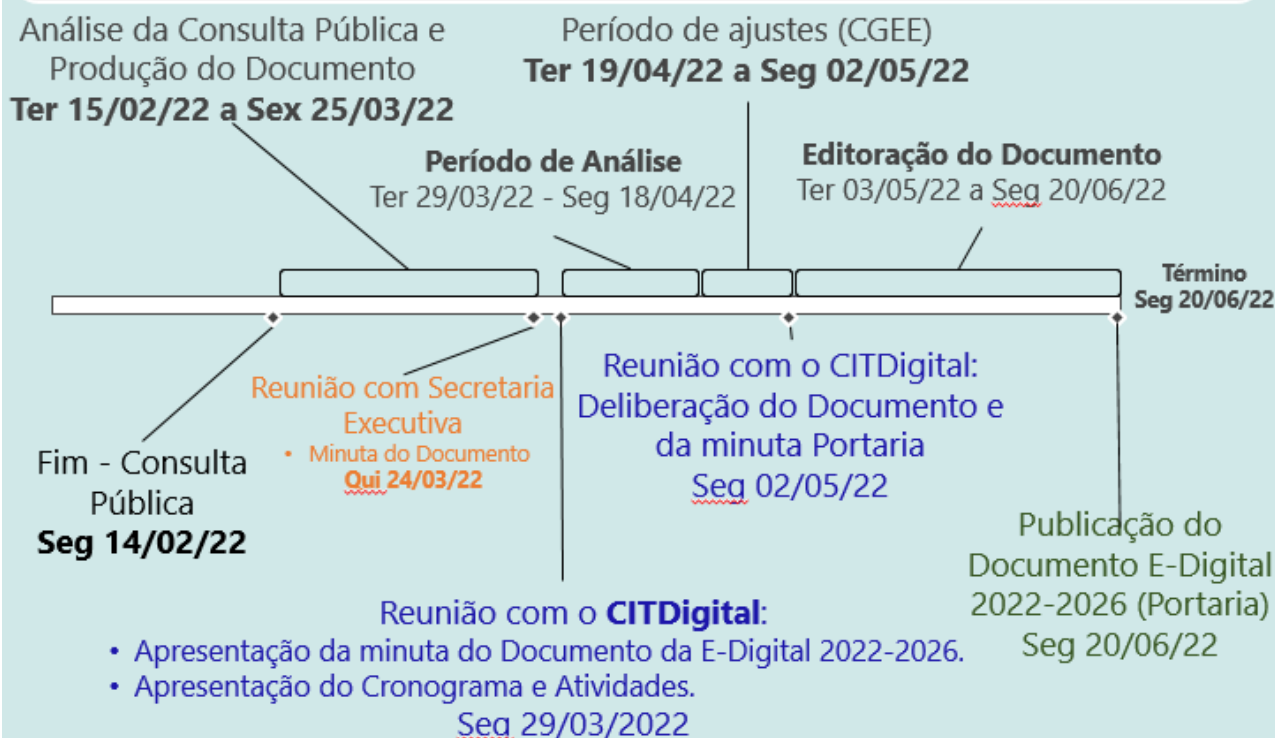 Análise da Consulta Pública e
Produção do Documento
Ter 15/02/22 a Sex 25/03/22
Período de ajustes (CGEE)
Ter 19/04/22 a Seg 02/05/22
Período de Análise
Ter 29/03/22 - Seg 18/04/22
Editoração do Documento
Ter 03/05/22 a Seg 20/06/22
Término
Seg 20/06/22
Fim - Consulta
Pública
Seg 14/02/22
Reunião com Secretaria
Executiva
• Minuta do Documento
Qui 24/03/22
Reunião com o CITDigital:
Deliberação do Documento e
da minuta Portaria
Seg 02/05/22
Publicação do
Documento E-Digital
2022-2026 (Portaria)
Seg 20/06/22
Reunião com o CITDigital:
• Apresentação da minuta do Documento da E-Digital 2022-2026.
• Apresentação do Cronograma e Atividades.
Seg 29/03/2022